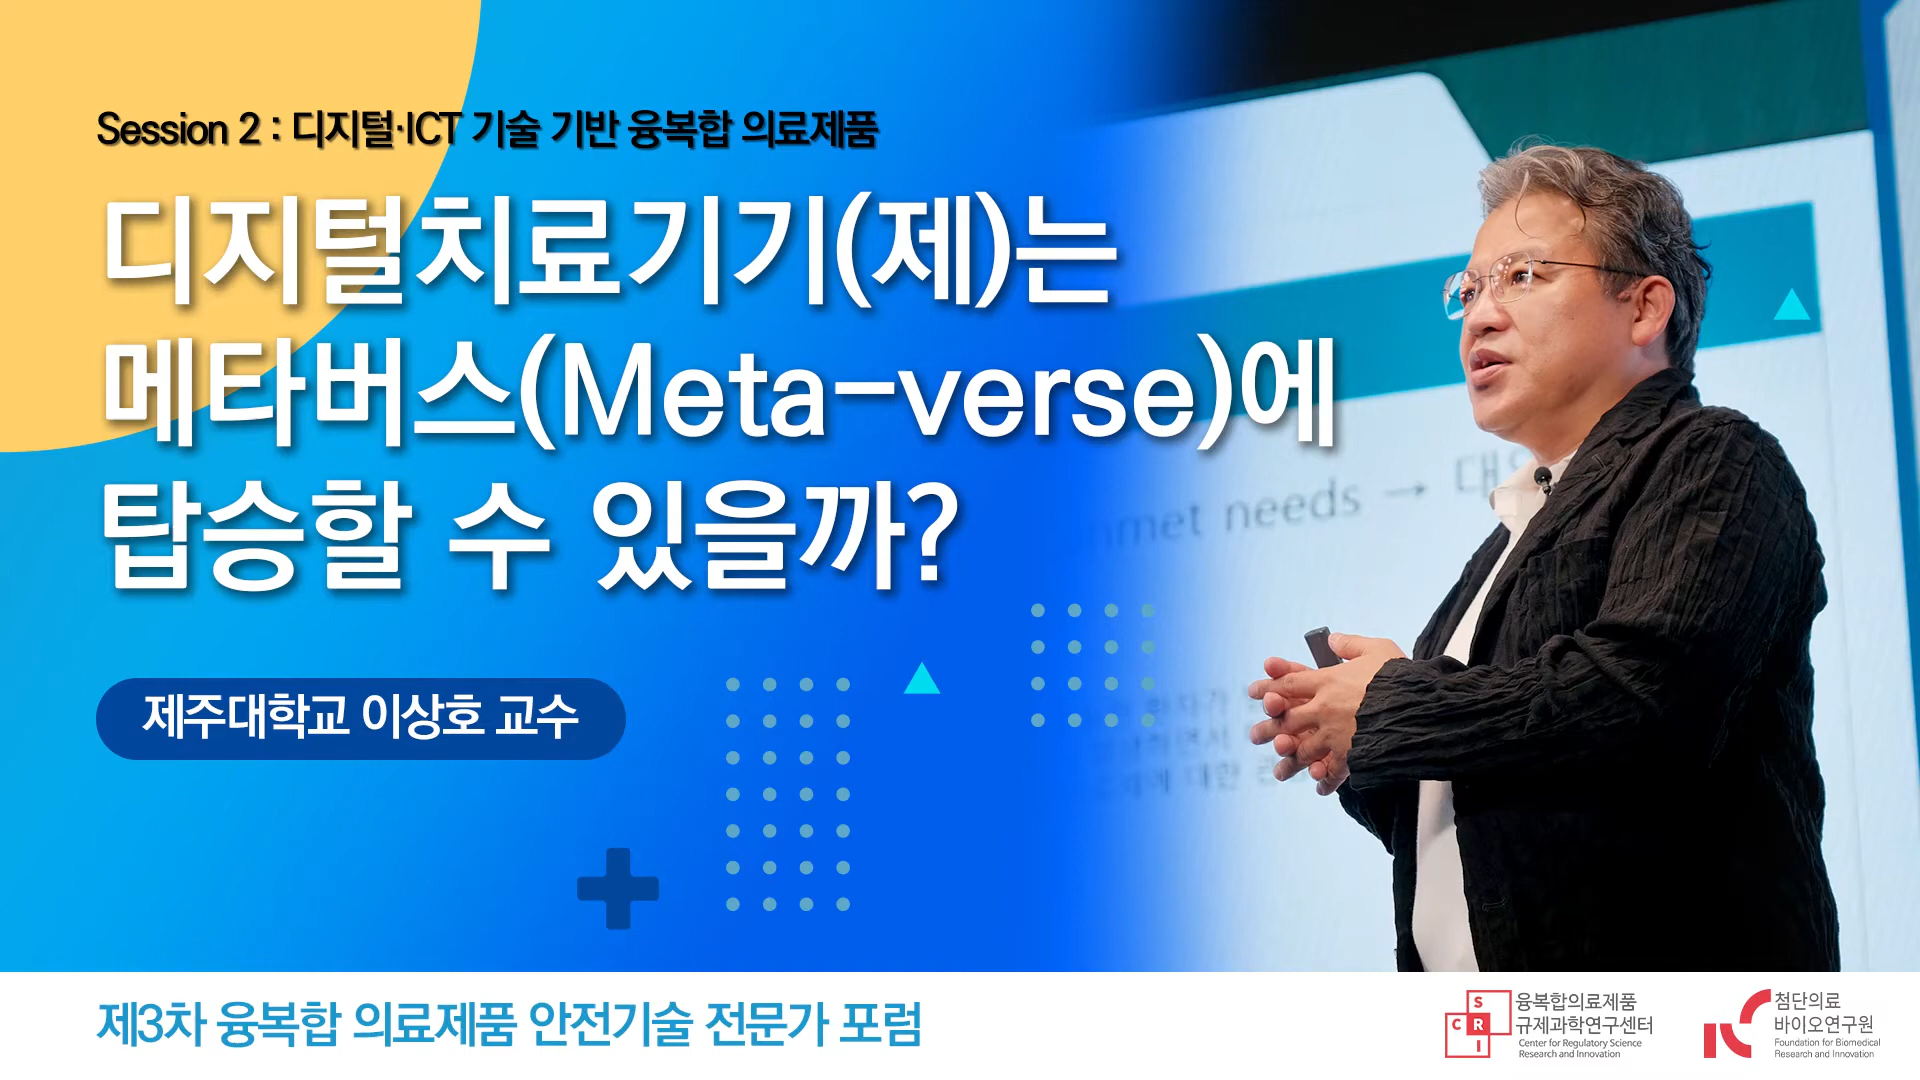 Session 2 : 디지털·ICT 기술 기반 융복합 의료제품
디지털치료기기(제)는
메타버스(Meta-verse)에
탑승할 수 있을까?
needs → 대
제주대학교 이상호 교수
에 대한
제3차 융복합 의료제품 안전기술 전문가 포럼
S
C R
I
융복합의료제품
규제과학연구센터
Center for Regulatory Science
Research and Innovation
첨단의료
바이오연구원
Foundation for Biomedical
Research and Innovation